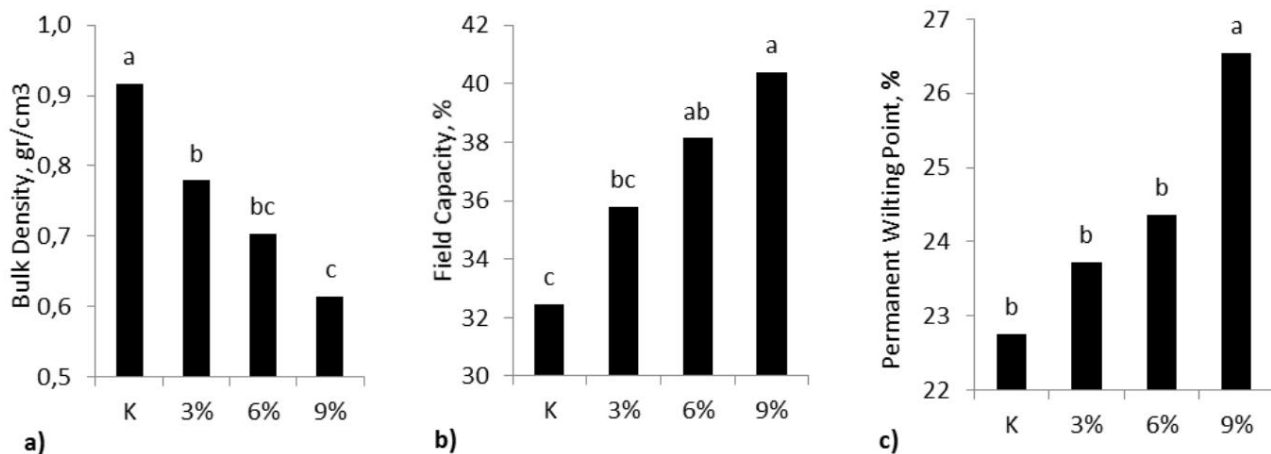 Bulk Density, gr/cm3
1,0
0,9
0,8
0,7
0,6
0,5
a
b
bc
c
K 3% 6% 9%
a)
Field Capacity, %
42
40
38
36
34
32
30
c
bc
ab
a
K 3% 6% 9%
b)
Permanent Wilting Point, %
27
26
25
24
23
22
b
b
b
a
K 3% 6% 9%
c)